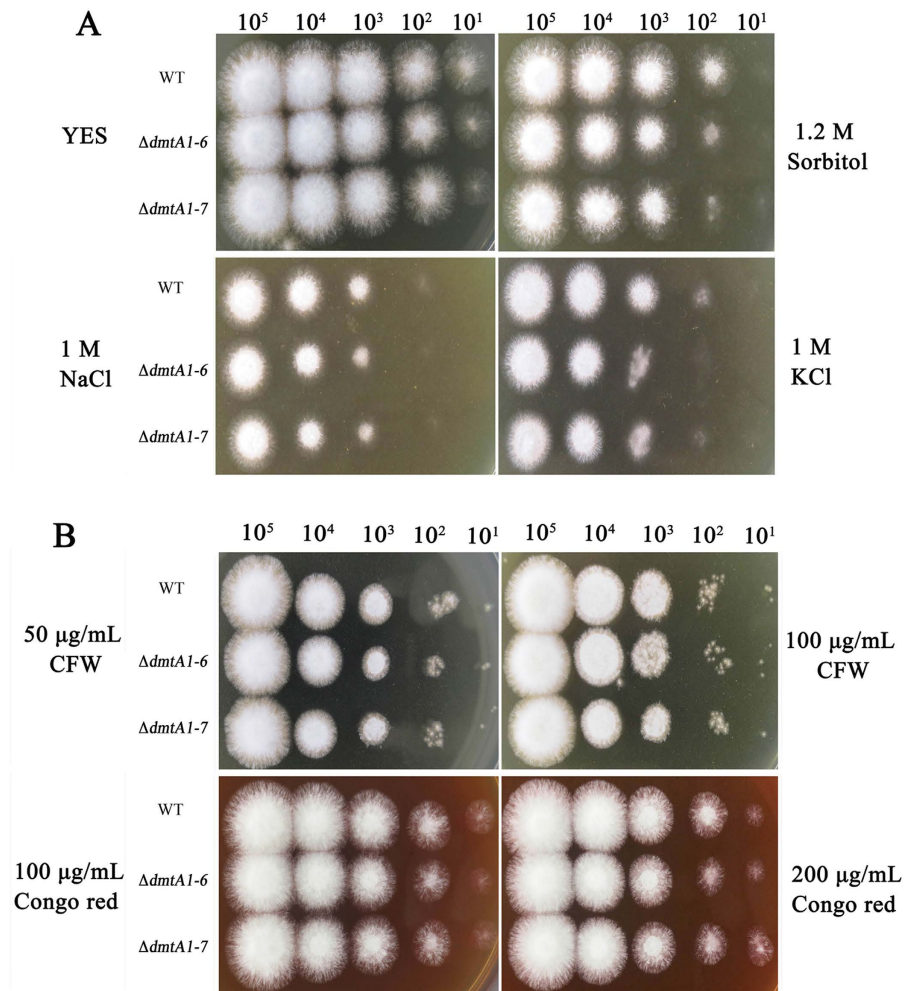 A
10⁵ 10⁴ 10³ 10² 10¹ 10⁵ 10⁴ 10³ 10² 10¹
YES
WT
ΔdmtA1-6
ΔdmtA1-7
1.2 M
Sorbitol
1 M
NaCl
WT
ΔdmtA1-6
ΔdmtA1-7
1 M
KCl
B
10⁵ 10⁴ 10³ 10² 10¹ 10⁵ 10⁴ 10³ 10² 10¹
50 μg/mL
CFW
WT
ΔdmtA1-6
ΔdmtA1-7
100 μg/mL
CFW
100 μg/mL
Congo red
WT
ΔdmtA1-6
ΔdmtA1-7
200 μg/mL
Congo red